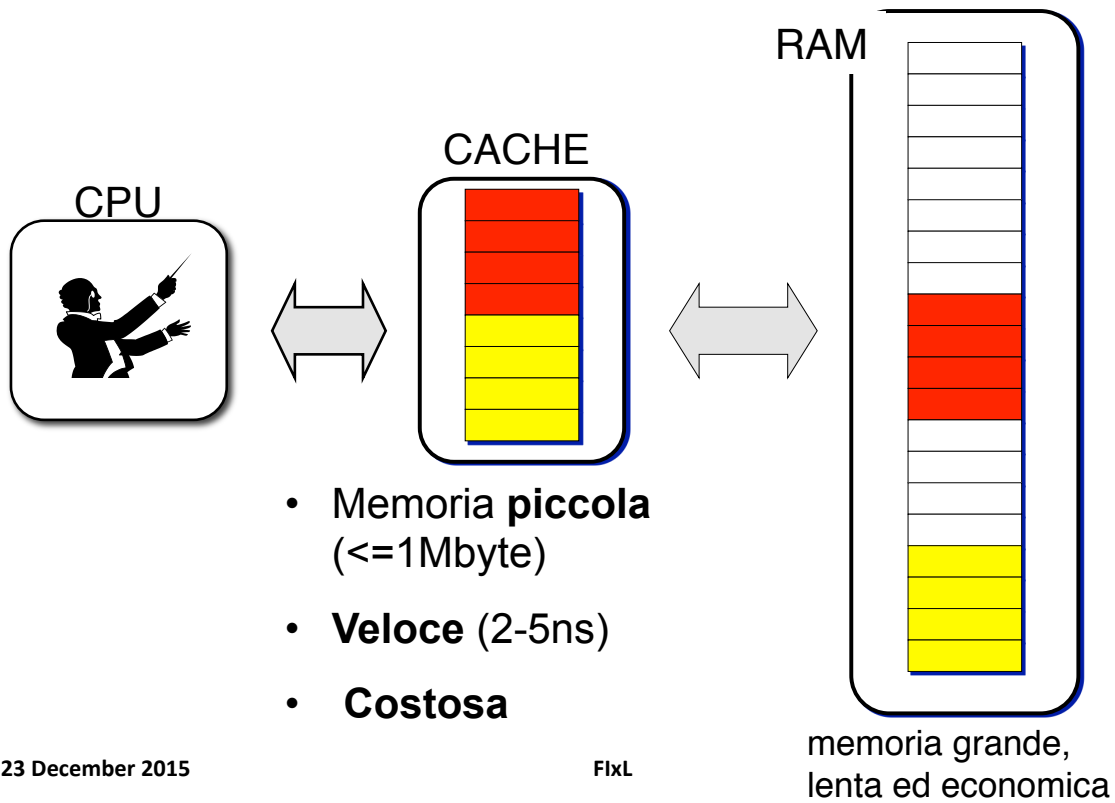 RAM
CACHE
CPU
• Memoria piccola
(<=1Mbyte)
• Veloce (2-5ns)
• Costosa
memoria grande,
lenta ed economica
23 December 2015
FIxL